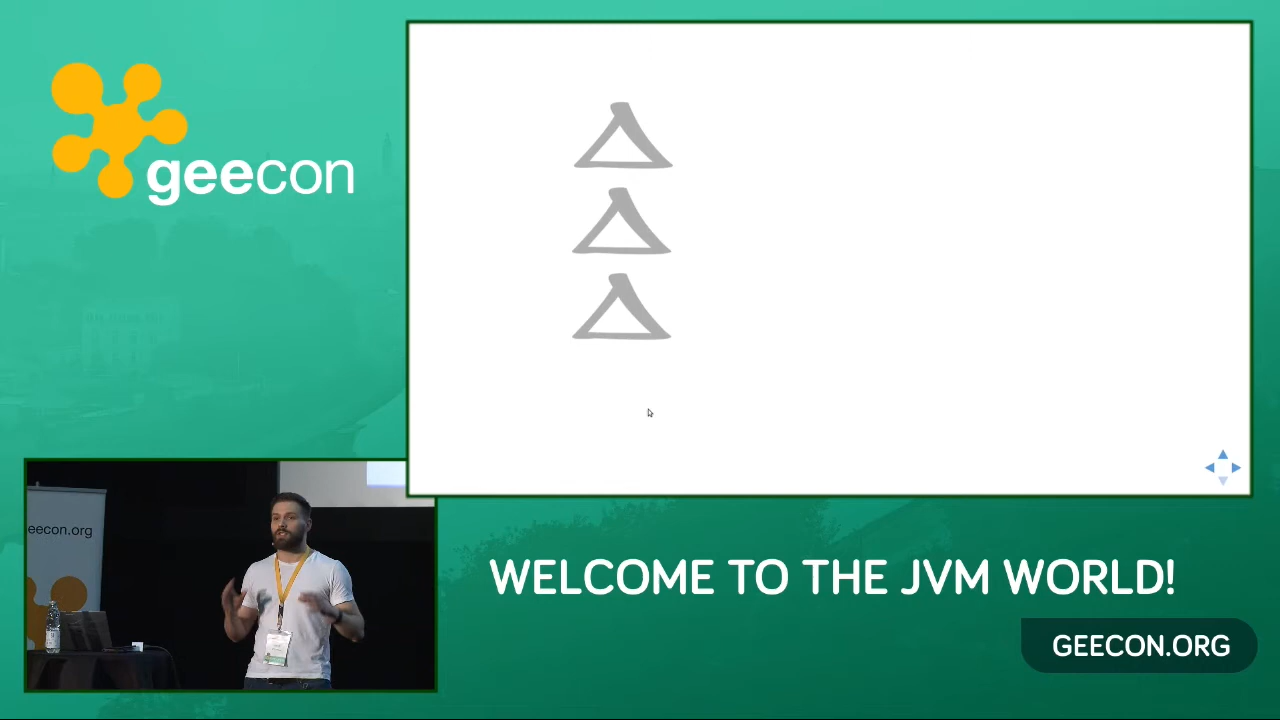 geecon
△
△
△
eecon.org
WELCOME TO THE JVM WORLD!
GEECON.ORG